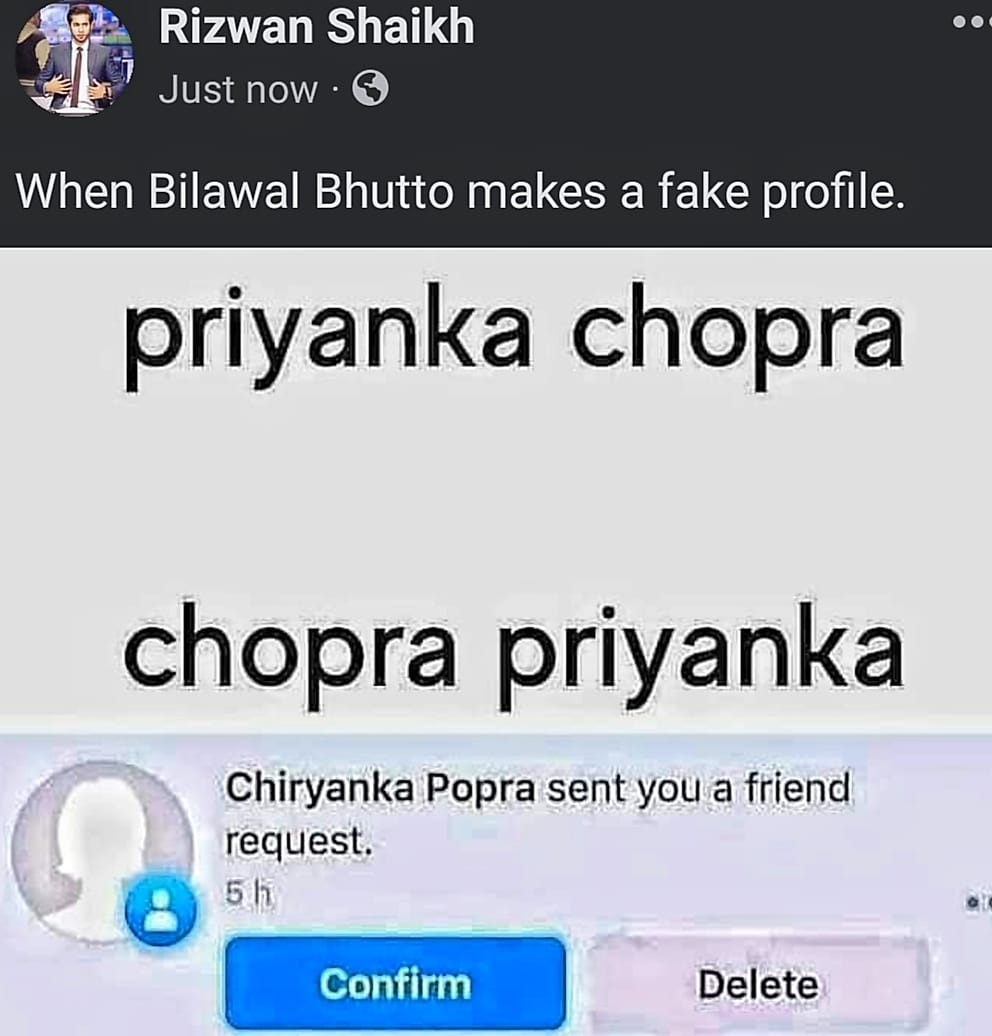 Rizwan Shaikh
Just now ·
When Bilawal Bhutto makes a fake profile.
priyanka chopra
chopra priyanka
Chiryanka Popra sent you a friend
request.
5 h
Confirm Delete